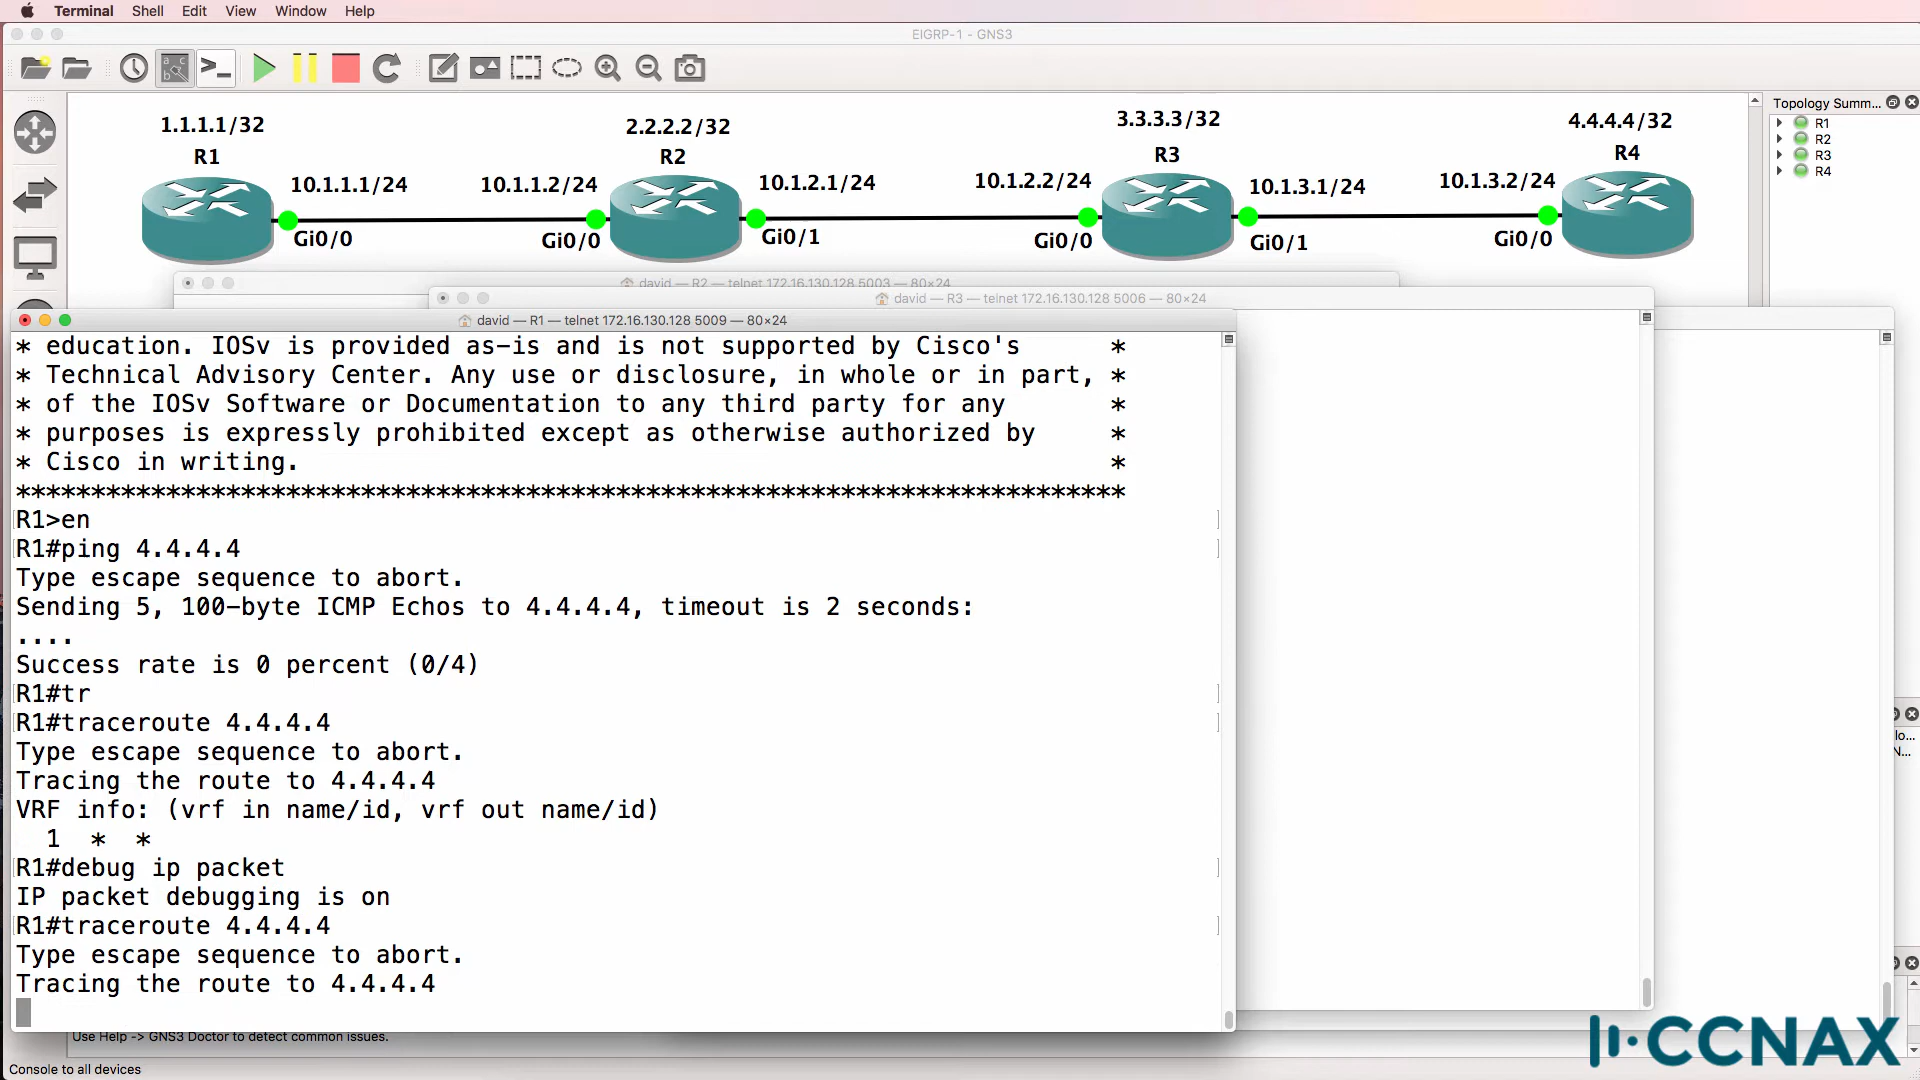 Terminal Shell Edit View Window Help
EIGRP-1 - GNS3
Topology Summ...
R1
R2
R3
R4
1.1.1.1/32
R1
10.1.1.1/24
Gi0/0
2.2.2.2/32
R2
10.1.1.2/24
Gi0/0
10.1.2.1/24
Gi0/1
3.3.3.3/32
R3
10.1.2.2/24
Gi0/0
10.1.3.1/24
Gi0/1
4.4.4.4/32
R4
10.1.3.2/24
Gi0/0
david — R2 — telnet 172.16.130.128 5003 — 80×24
david — R3 — telnet 172.16.130.128 5006 — 80×24
david — R1 — telnet 172.16.130.128 5009 — 80×24
* education. IOSv is provided as-is and is not supported by Cisco's *
* Technical Advisory Center. Any use or disclosure, in whole or in part, *
* of the IOSv Software or Documentation to any third party for any *
* purposes is expressly prohibited except as otherwise authorized by *
* Cisco in writing. *
**************************************************************************
R1>en
R1#ping 4.4.4.4
Type escape sequence to abort.
Sending 5, 100-byte ICMP Echos to 4.4.4.4, timeout is 2 seconds:
....
Success rate is 0 percent (0/4)
R1#tr
R1#traceroute 4.4.4.4
Type escape sequence to abort.
Tracing the route to 4.4.4.4
VRF info: (vrf in name/id, vrf out name/id)
1 * *
R1#debug ip packet
IP packet debugging is on
R1#traceroute 4.4.4.4
Type escape sequence to abort.
Tracing the route to 4.4.4.4
lo...
N...
Use Help -> GNS3 Doctor to detect common issues.
Console to all devices
CCNAX